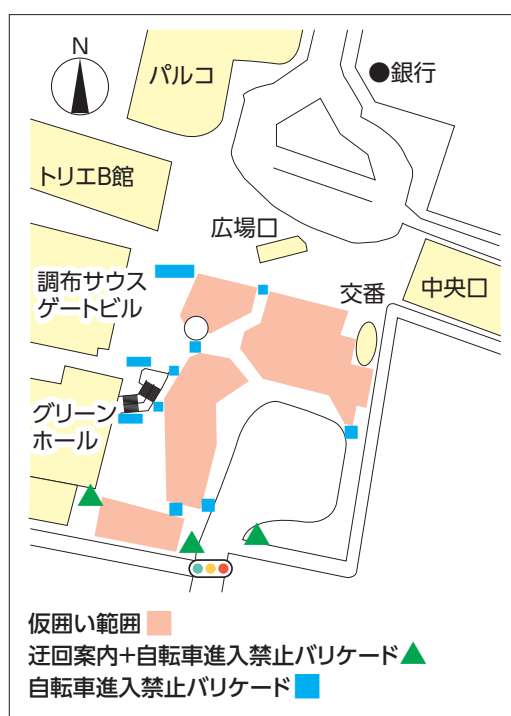 N
パルコ
●銀行
トリエB館
広場口
調布サウス
ゲートビル
交番
中央口
グリーン
ホール
仮囲い範囲
迂回案内+自転車進入禁止バリケード
自転車進入禁止バリケード